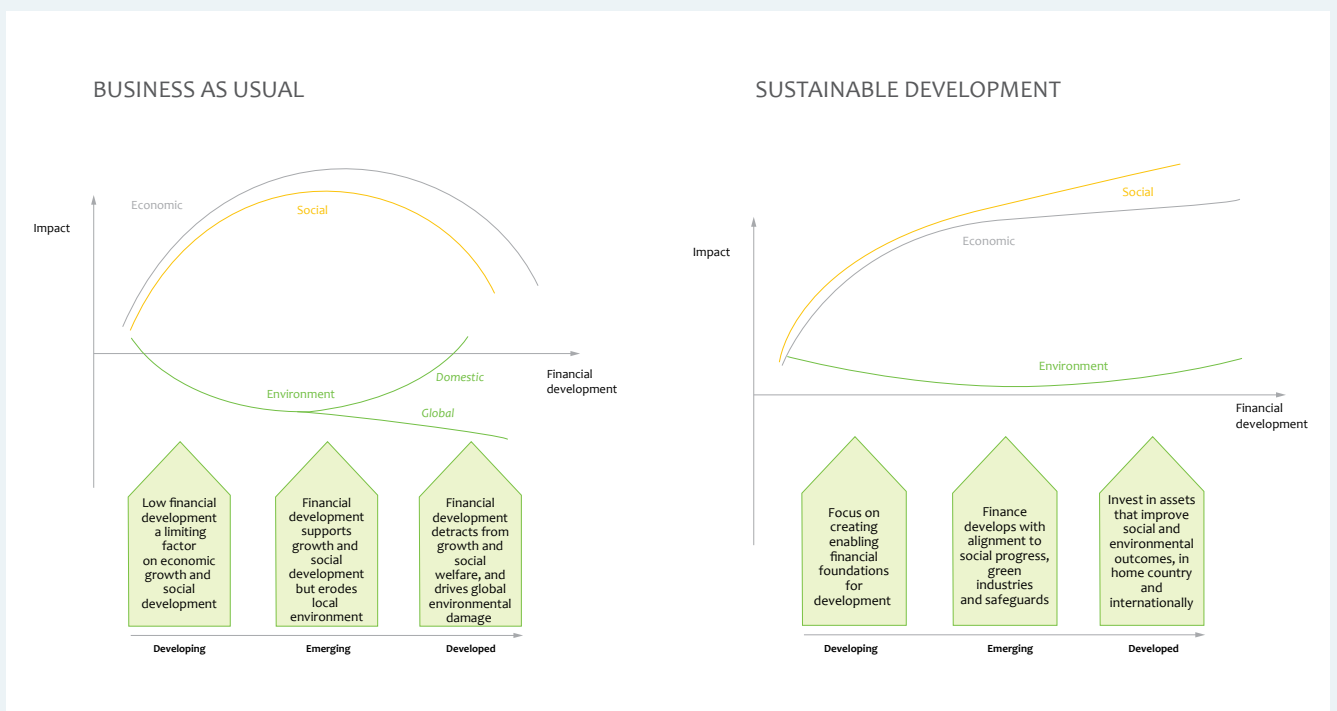 BUSINESS AS USUAL
Economic
Social
Impact
Financial
development
Domestic
Environment
Global
Low financial
development
a limiting
factor
on economic
growth and
social
development
Financial
development
supports
growth and
social
development
but erodes
local
environment
Financial
development
detracts from
growth and
social
welfare, and
drives global
environmental
damage
Developing
Emerging
Developed
SUSTAINABLE DEVELOPMENT
Social
Economic
Impact
Environment
Financial
development
Focus on
creating
enabling
financial
foundations
for
development
Finance
develops with
alignment to
social progress,
green
industries
and safeguards
Invest in assets
that improve
social and
environmental
outcomes, in
home country
and
internationally
Developing
Emerging
Developed